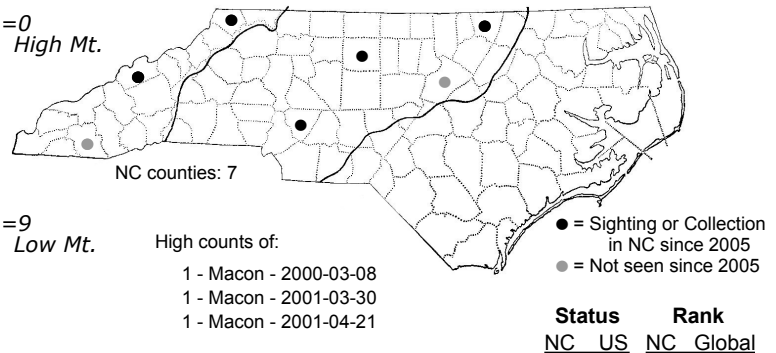 =0
High Mt.
NC counties: 7
=9
Low Mt.
High counts of:
1 - Macon - 2000-03-08
1 - Macon - 2001-03-30
1 - Macon - 2001-04-21
= Sighting or Collection
in NC since 2005
= Not seen since 2005
Status Rank
NC US NC Global